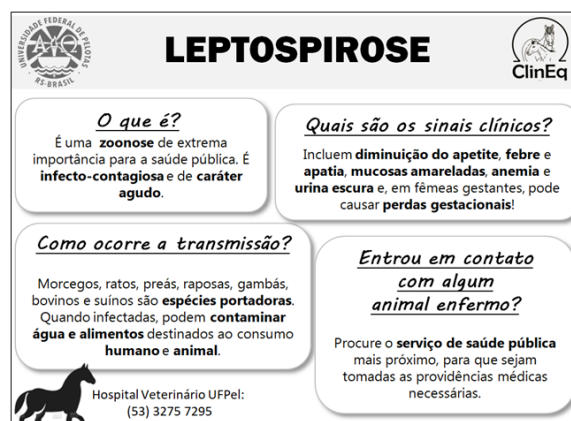 UNIVERSIDADE FEDERAL DE PELOTAS
RS-BRASIL
LEPTOSPIROSE
ClinEq
O que é?
É uma zoonose de extrema
importância para a saúde pública. É
infecto-contagiosa e de caráter
agudo.
Quais são os sinais clínicos?
Incluem diminuição do apetite, febre e
apatia, mucosas amareladas, anemia e
urina escura e, em fêmeas gestantes, pode
causar perdas gestacionais!
Como ocorre a transmissão?
Morcegos, ratos, preás, raposas, gambás,
bovinos e suínos são espécies portadoras.
Quando infectadas, podem contaminar
água e alimentos destinados ao consumo
humano e animal.
Entrou em contato
com algum
animal enfermo?
Procure o serviço de saúde pública
mais próximo, para que sejam
tomadas as providências médicas
necessárias.
Hospital Veterinário UFPel:
(53) 3275 7295